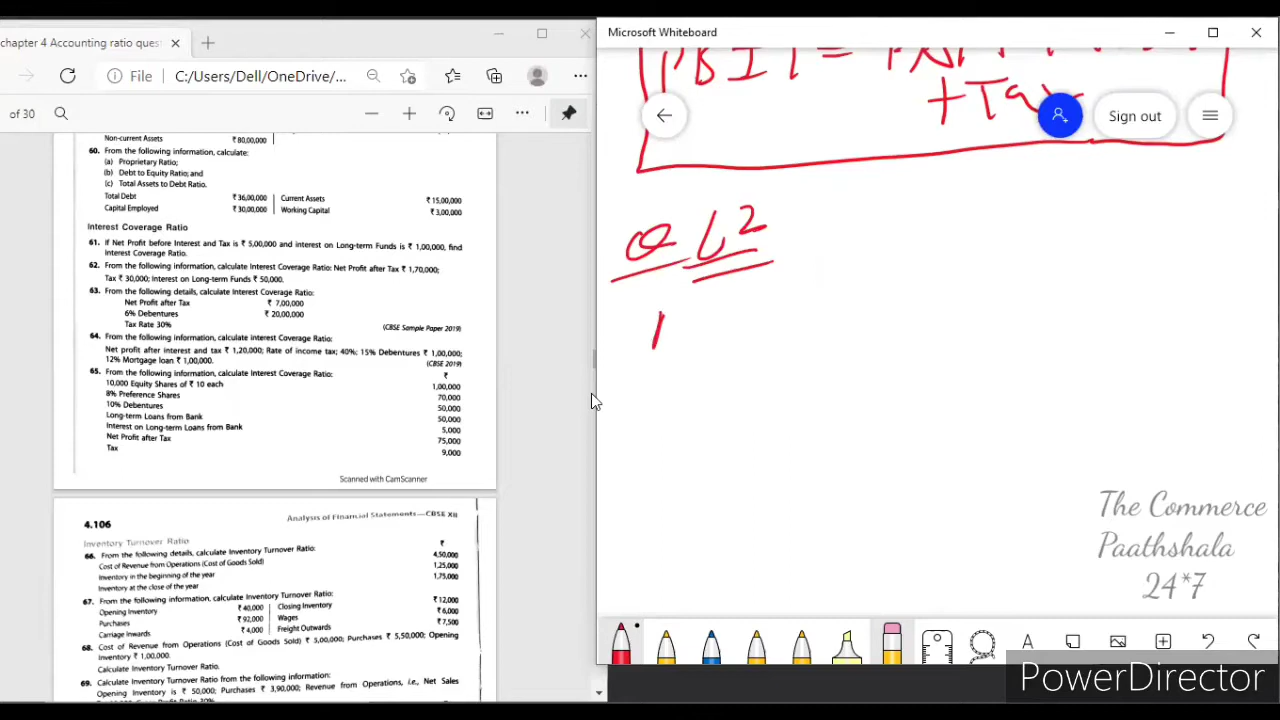 chapter 4 Accounting ratio ques
Microsoft Whiteboard
File C:/Users/Dell/OneDrive/...
of 30
Sign out
PBIT =
+ Tax
Q 62
Non-current Assets ₹ 80,00,000
60. From the following information, calculate:
(a) Proprietary Ratio;
(b) Debt to Equity Ratio; and
(c) Total Assets to Debt Ratio.
Total Debt ₹ 36,00,000 Current Assets ₹ 15,00,000
Capital Employed ₹ 30,00,000 Working Capital ₹ 3,00,000
Interest Coverage Ratio
61. If Net Profit before Interest and Tax is ₹ 5,00,000 and interest on Long-term Funds is ₹ 1,00,000, find
Interest Coverage Ratio.
62. From the following information, calculate Interest Coverage Ratio: Net Profit after Tax ₹ 1,70,000;
Tax ₹ 30,000; Interest on Long-term Funds ₹ 50,000.
63. From the following details, calculate Interest Coverage Ratio:
Net Profit after Tax ₹ 7,00,000
6% Debentures ₹ 20,00,000
Tax Rate 30% (CBSE Sample Paper 2019)
64. From the following information, calculate Interest Coverage Ratio:
Net profit after interest and tax ₹ 1,20,000; Rate of income tax; 40%; 15% Debentures ₹ 1,00,000;
12% Mortgage loan ₹ 1,00,000. (CBSE 2019)
65. From the following information, calculate Interest Coverage Ratio: ₹
10,000 Equity Shares of ₹ 10 each 1,00,000
8% Preference Shares 70,000
10% Debentures 50,000
Long-term Loans from Bank 50,000
Interest on Long-term Loans from Bank 5,000
Net Profit after Tax 75,000
Tax 9,000
Scanned with CamScanner
4.106 Analysis of Financial Statements—CBSE XII
Inventory Turnover Ratio
66. From the following details, calculate Inventory Turnover Ratio: ₹
Cost of Revenue from Operations (Cost of Goods Sold) 4,50,000
Inventory in the beginning of the year 1,25,000
Inventory at the close of the year 1,75,000
67. From the following information, calculate Inventory Turnover Ratio:
Opening Inventory ₹ 40,000 Closing Inventory ₹ 12,000
Purchases ₹ 92,000 Wages ₹ 6,000
Carriage Inwards ₹ 4,000 Freight Outwards ₹ 7,500
68. Cost of Revenue from Operations (Cost of Goods Sold) ₹ 5,00,000; Purchases ₹ 5,50,000; Opening
Inventory ₹ 1,00,000.
Calculate Inventory Turnover Ratio.
69. Calculate Inventory Turnover Ratio from the following information:
Opening Inventory is ₹ 50,000; Purchases ₹ 3,90,000; Revenue from Operations, i.e., Net Sales
The Commerce
Paathshala
24*7
PowerDirector